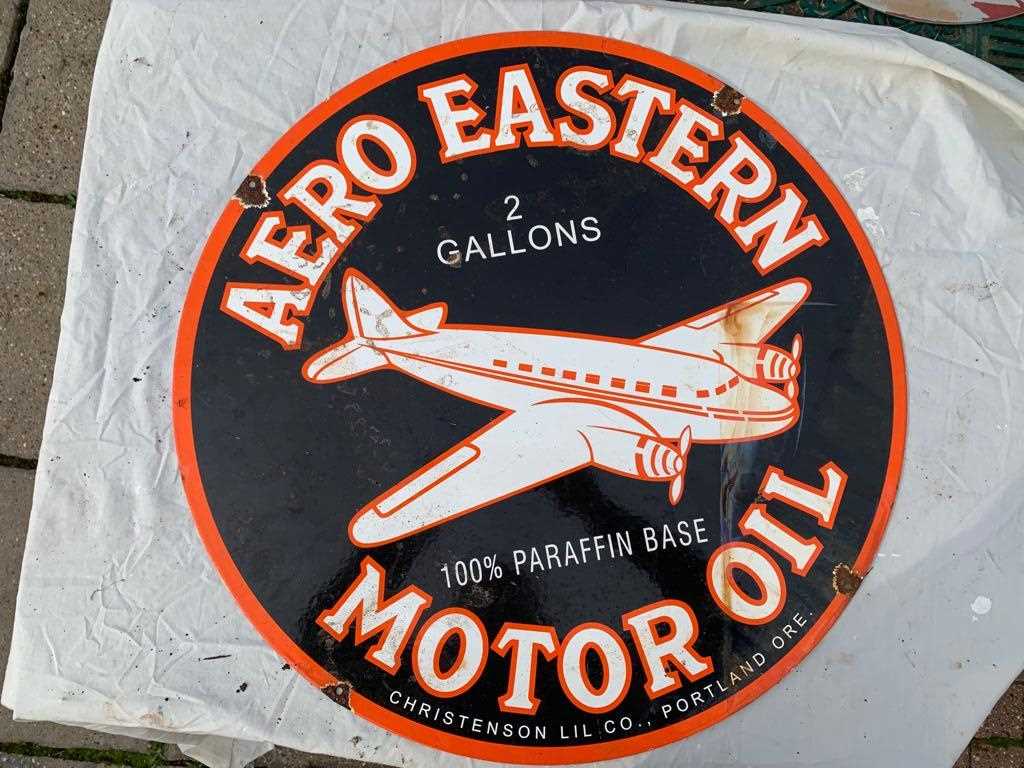 AERO EASTERN
2
GALLONS
100% PARAFFIN BASE
MOTOR OIL
CHRISTENSON LIL CO., PORTLAND ORE.